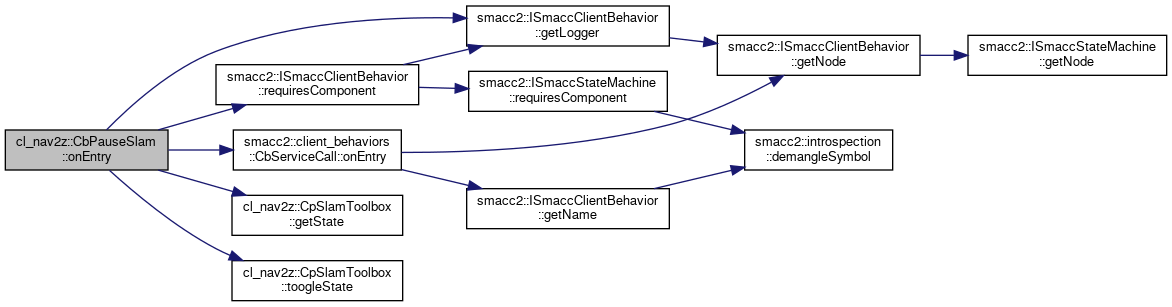 cl_nav2z::CbPauseSlam
::onEntry
smacc2::ISmaccClientBehavior
::getLogger
smacc2::ISmaccClientBehavior
::requiresComponent
smacc2::client_behaviors
::CbServiceCall::onEntry
cl_nav2z::CpSlamToolbox
::getState
cl_nav2z::CpSlamToolbox
::toogleState
smacc2::ISmaccStateMachine
::requiresComponent
smacc2::ISmaccClientBehavior
::getName
smacc2::ISmaccClientBehavior
::getNode
smacc2::introspection
::demangleSymbol
smacc2::ISmaccStateMachine
::getNode